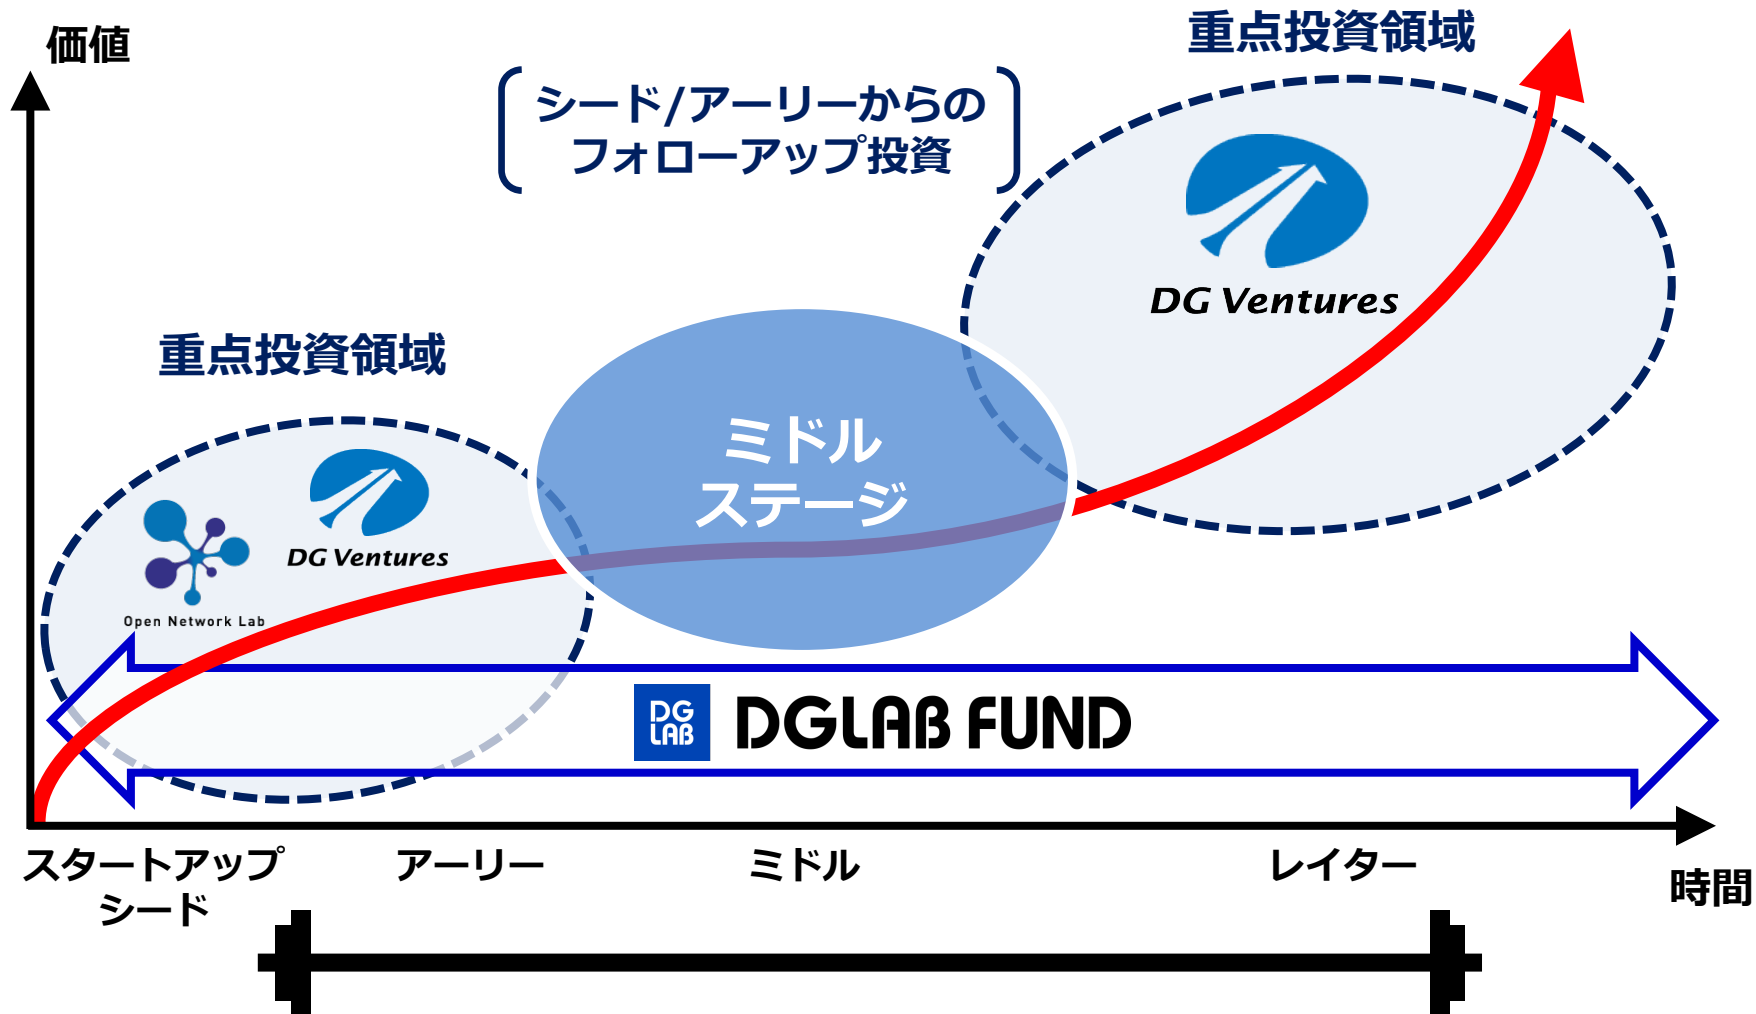 価値
重点投資領域
シード/アーリーからの
フォローアップ投資
DG Ventures
重点投資領域
ミドル
ステージ
DG Ventures
Open Network Lab
DG
LAB
DGLAB FUND
スタートアップ
シード
アーリー
ミドル
レイター
時間